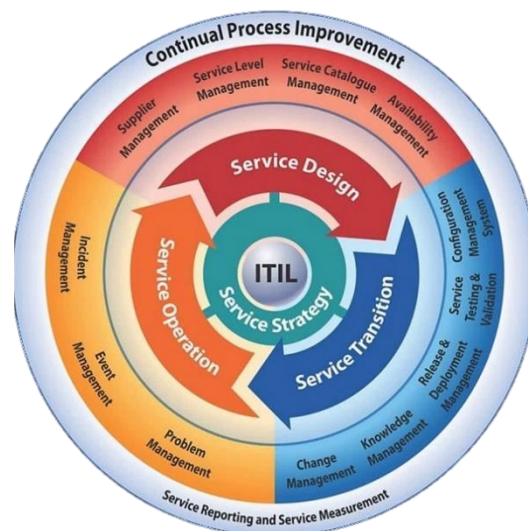 Continual Process Improvement
Supplier
Management
Service Level
Management
Service Catalogue
Management
Availability
Management
Configuration
Management
System
Service
Testing &
Validation
Release &
Deployment
Management
Knowledge
Management
Change
Management
Problem
Management
Event
Management
Incident
Management
Service Design
Service Transition
Service Operation
Service Strategy
ITIL
Service Reporting and Service Measurement